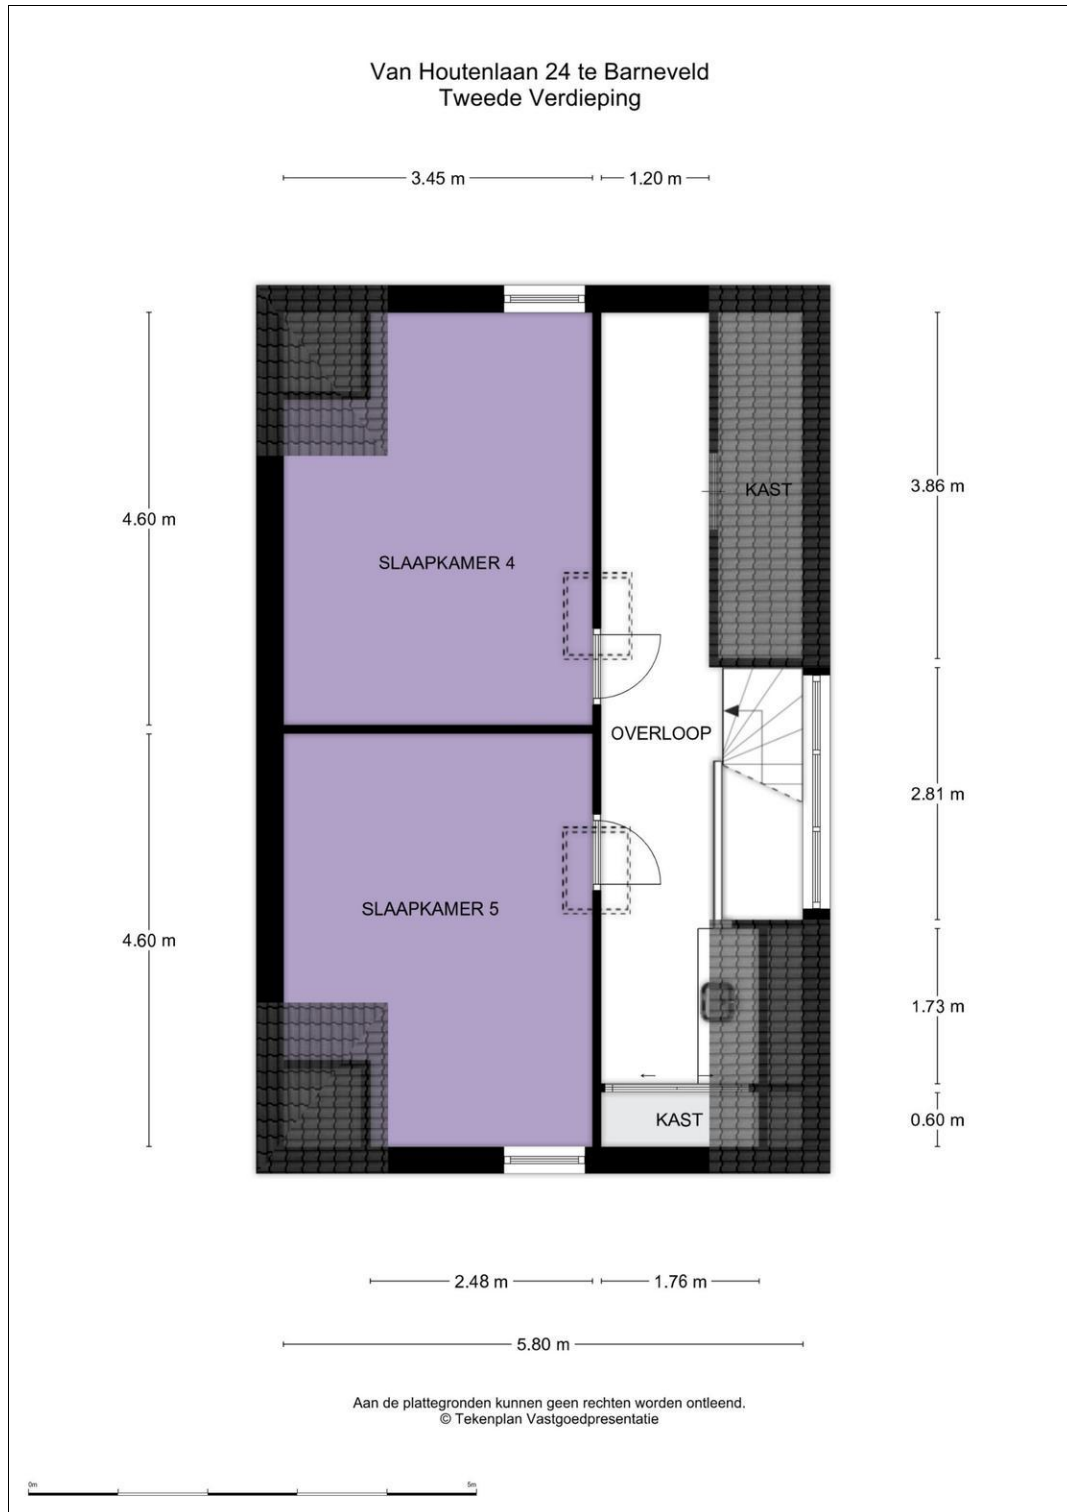 Van Houtenlaan 24 te Barneveld
Tweede Verdieping
3.45 m
1.20 m
KAST
3.86 m
4.60 m
SLAAPKAMER 4
OVERLOOP
2.81 m
SLAAPKAMER 5
4.60 m
1.73 m
KAST
0.60 m
2.48 m
1.76 m
5.80 m
Aan de plattegronden kunnen geen rechten worden ontleend.
© Tekenplan Vastgoedpresentatie
0m
5m